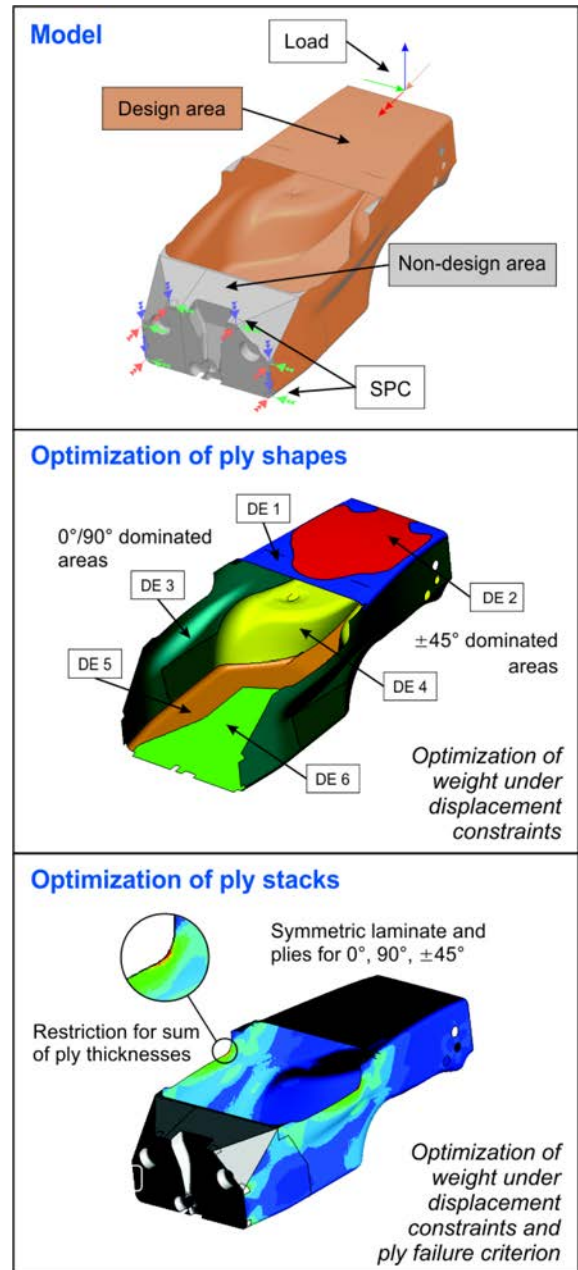 Model
Load
Design area
Non-design area
SPC
Optimization of ply shapes
DE 1
0°/90° dominated
areas
DE 3
DE 2
±45° dominated
areas
DE 5
DE 4
DE 6
Optimization of
weight under
displacement
constraints
Optimization of ply stacks
Symmetric laminate and
plies for 0°, 90°, ±45°
Restriction for sum
of ply thicknesses
Optimization of
weight under
displacement
constraints and
ply failure criterion